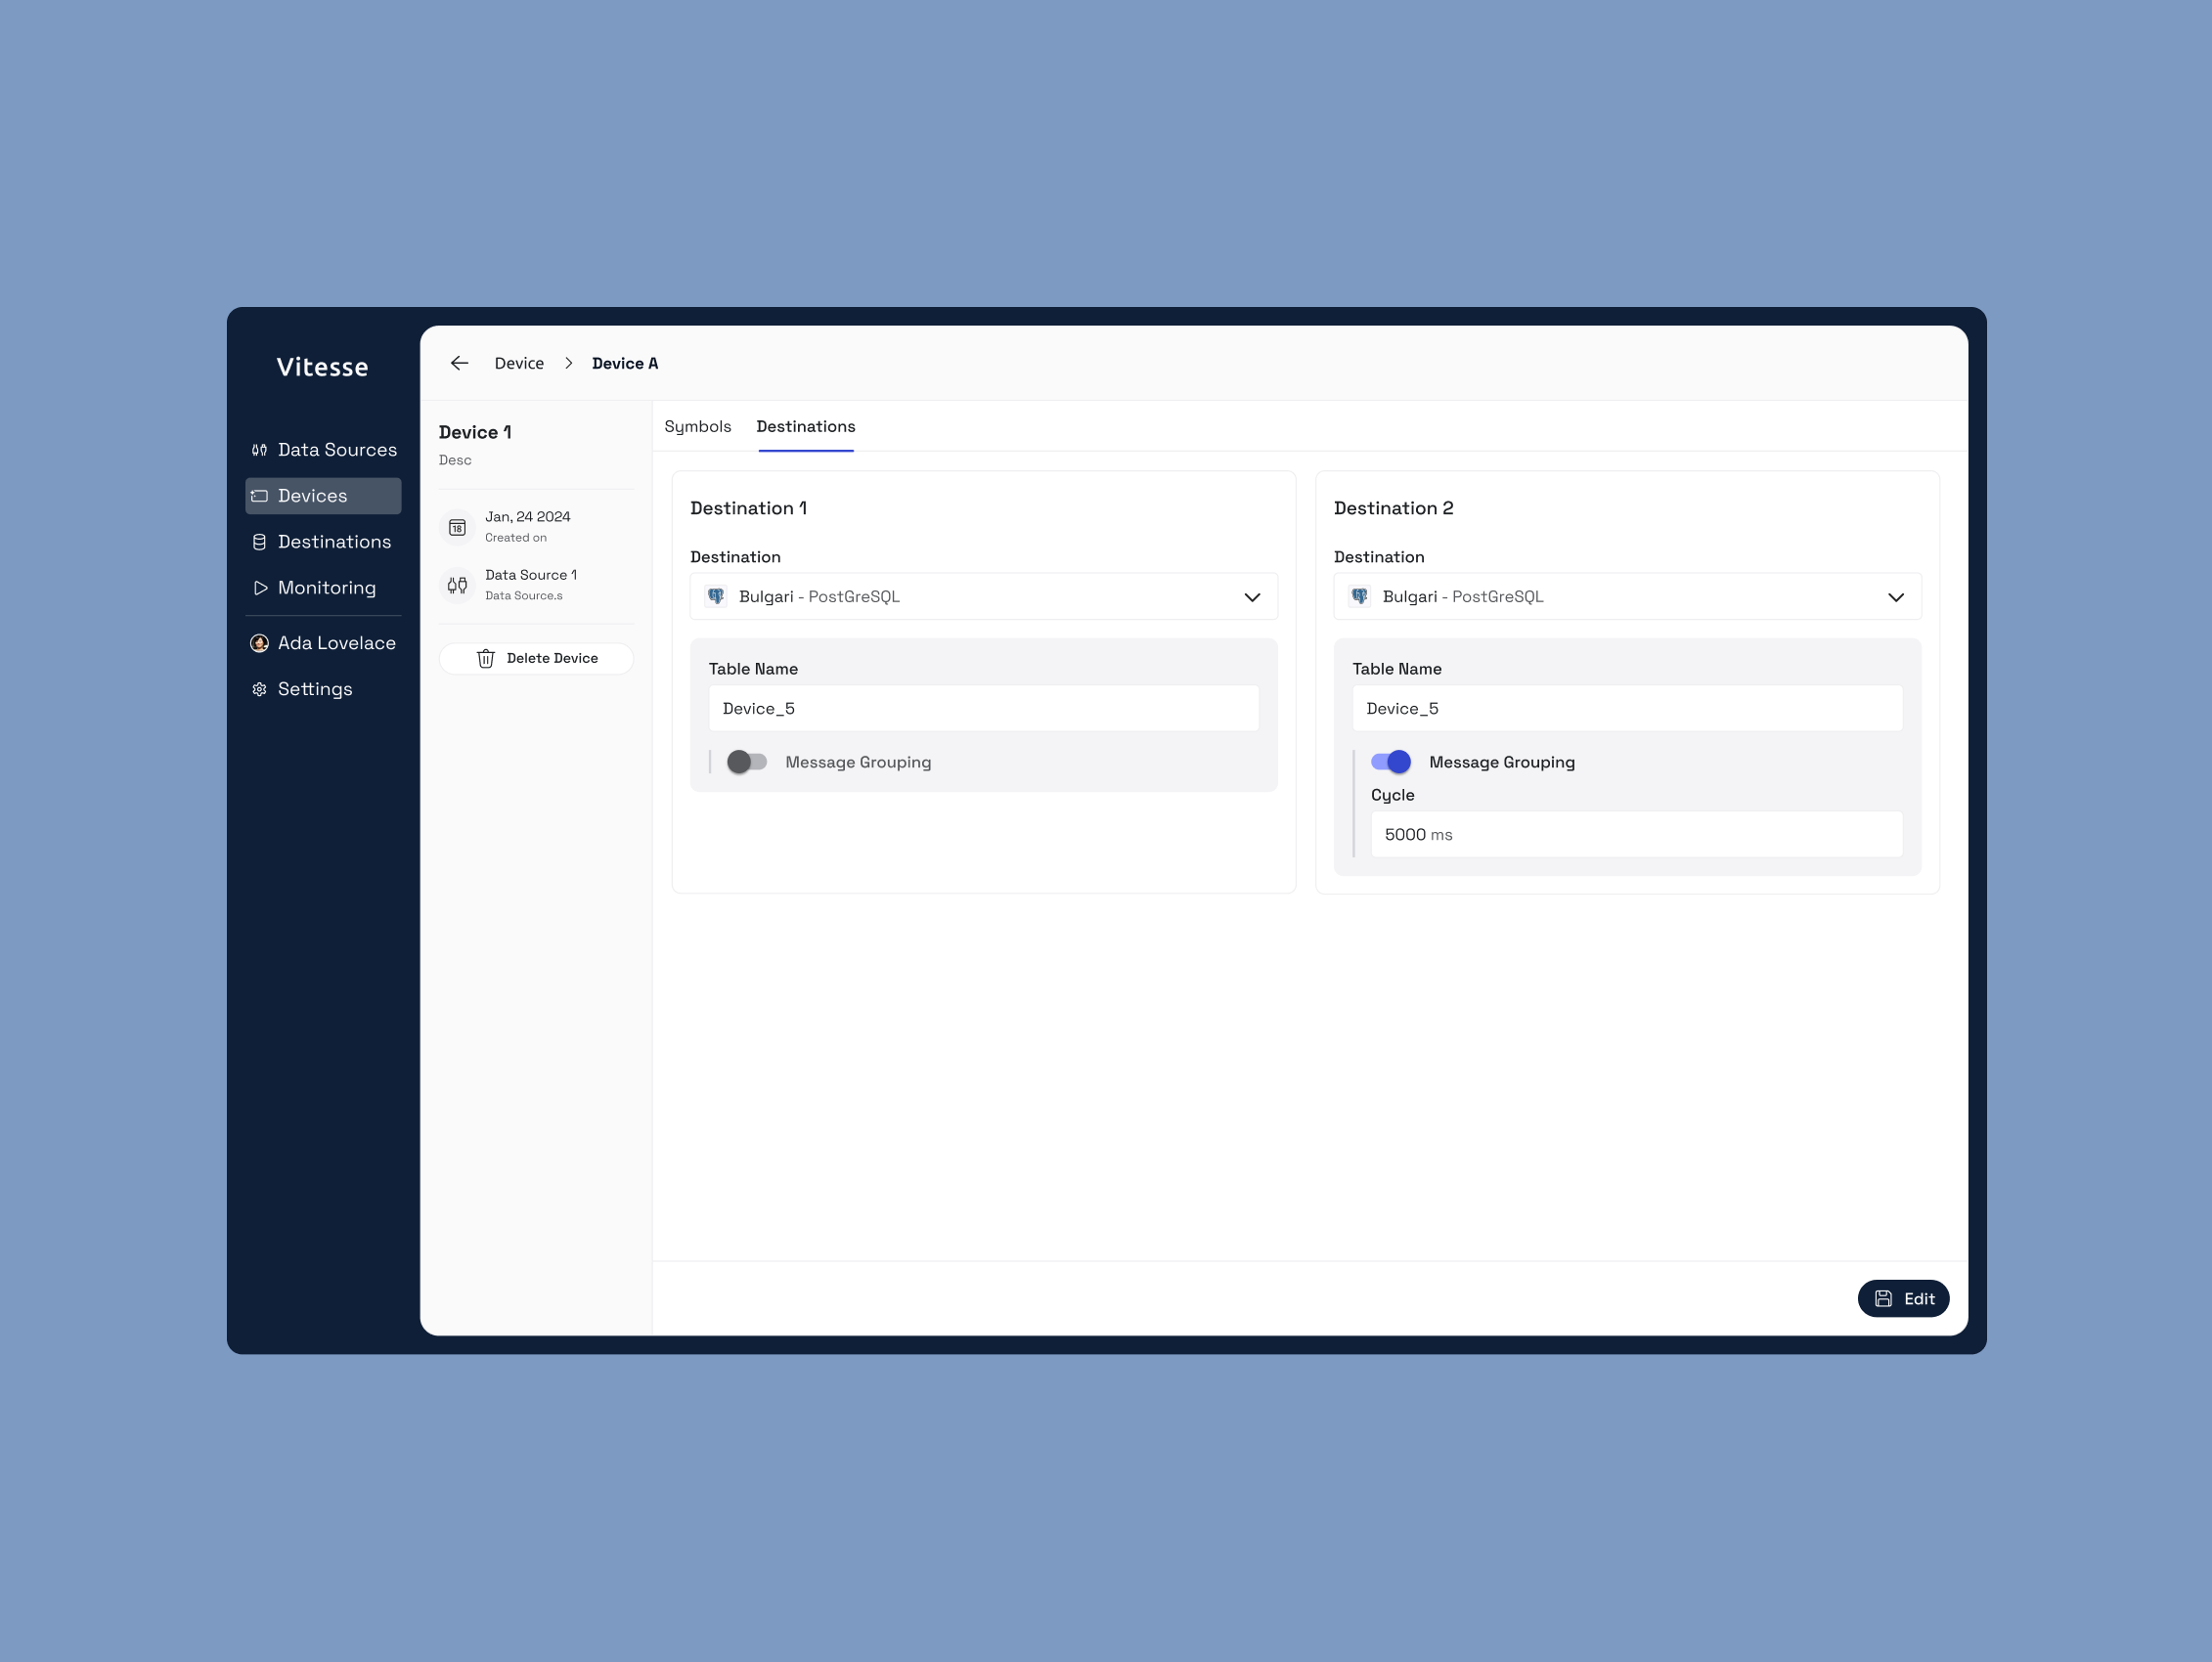 Vitesse
Data Sources
Devices
Destinations
Monitoring
Ada Lovelace
Settings
Device > Device A
Device 1
Desc
18
Jan, 24 2024
Created on
Data Source 1
Data Source.s
Delete Device
Symbols Destinations
Destination 1
Destination
Bulgari - PostGreSQL
Table Name
Device_5
Message Grouping
Destination 2
Destination
Bulgari - PostGreSQL
Table Name
Device_5
Message Grouping
Cycle
5000 ms
Edit